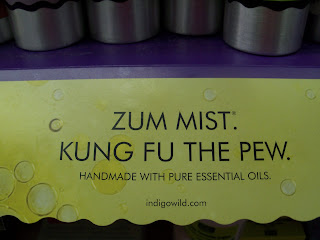 ZUM MIST.®
KUNG FU THE PEW.
HANDMADE WITH PURE ESSENTIAL OILS.
indigowild.com